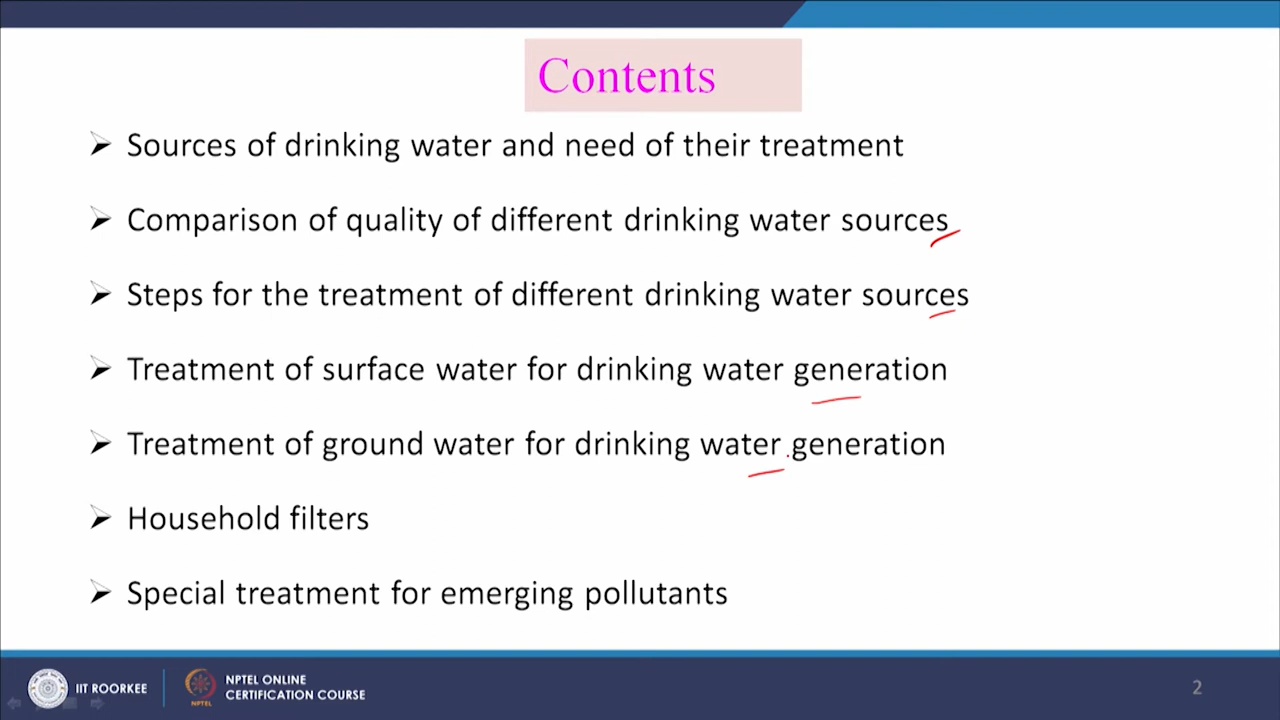 Contents
Sources of drinking water and need of their treatment
Comparison of quality of different drinking water sources
Steps for the treatment of different drinking water sources
Treatment of surface water for drinking water generation
Treatment of ground water for drinking water generation
Household filters
Special treatment for emerging pollutants
IIT ROORKEE
NPTEL
NPTEL ONLINE
CERTIFICATION COURSE
2